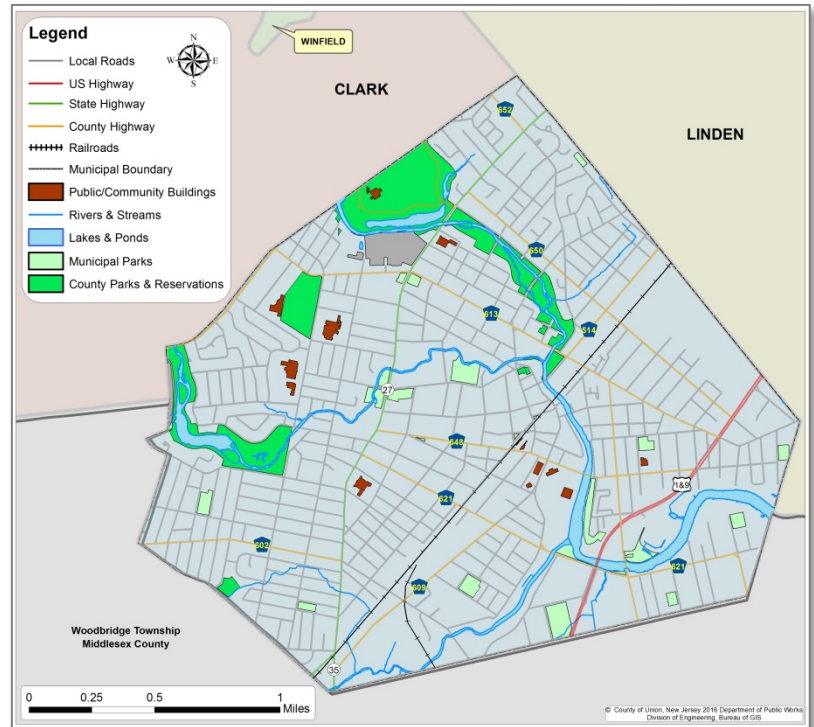 Legend
N
W E
S
Local Roads
US Highway
State Highway
County Highway
Railroads
Municipal Boundary
Public/Community Buildings
Rivers & Streams
Lakes & Ponds
Municipal Parks
County Parks & Reservations
WINFIELD
CLARK
LINDEN
652
650
613
514
27
648
1&9
621
602
621
609
35
Woodbridge Township
Middlesex County
0 0.25 0.5 1
Miles
© County of Union, New Jersey 2016 Department of Public Works
Division of Engineering, Bureau of GIS